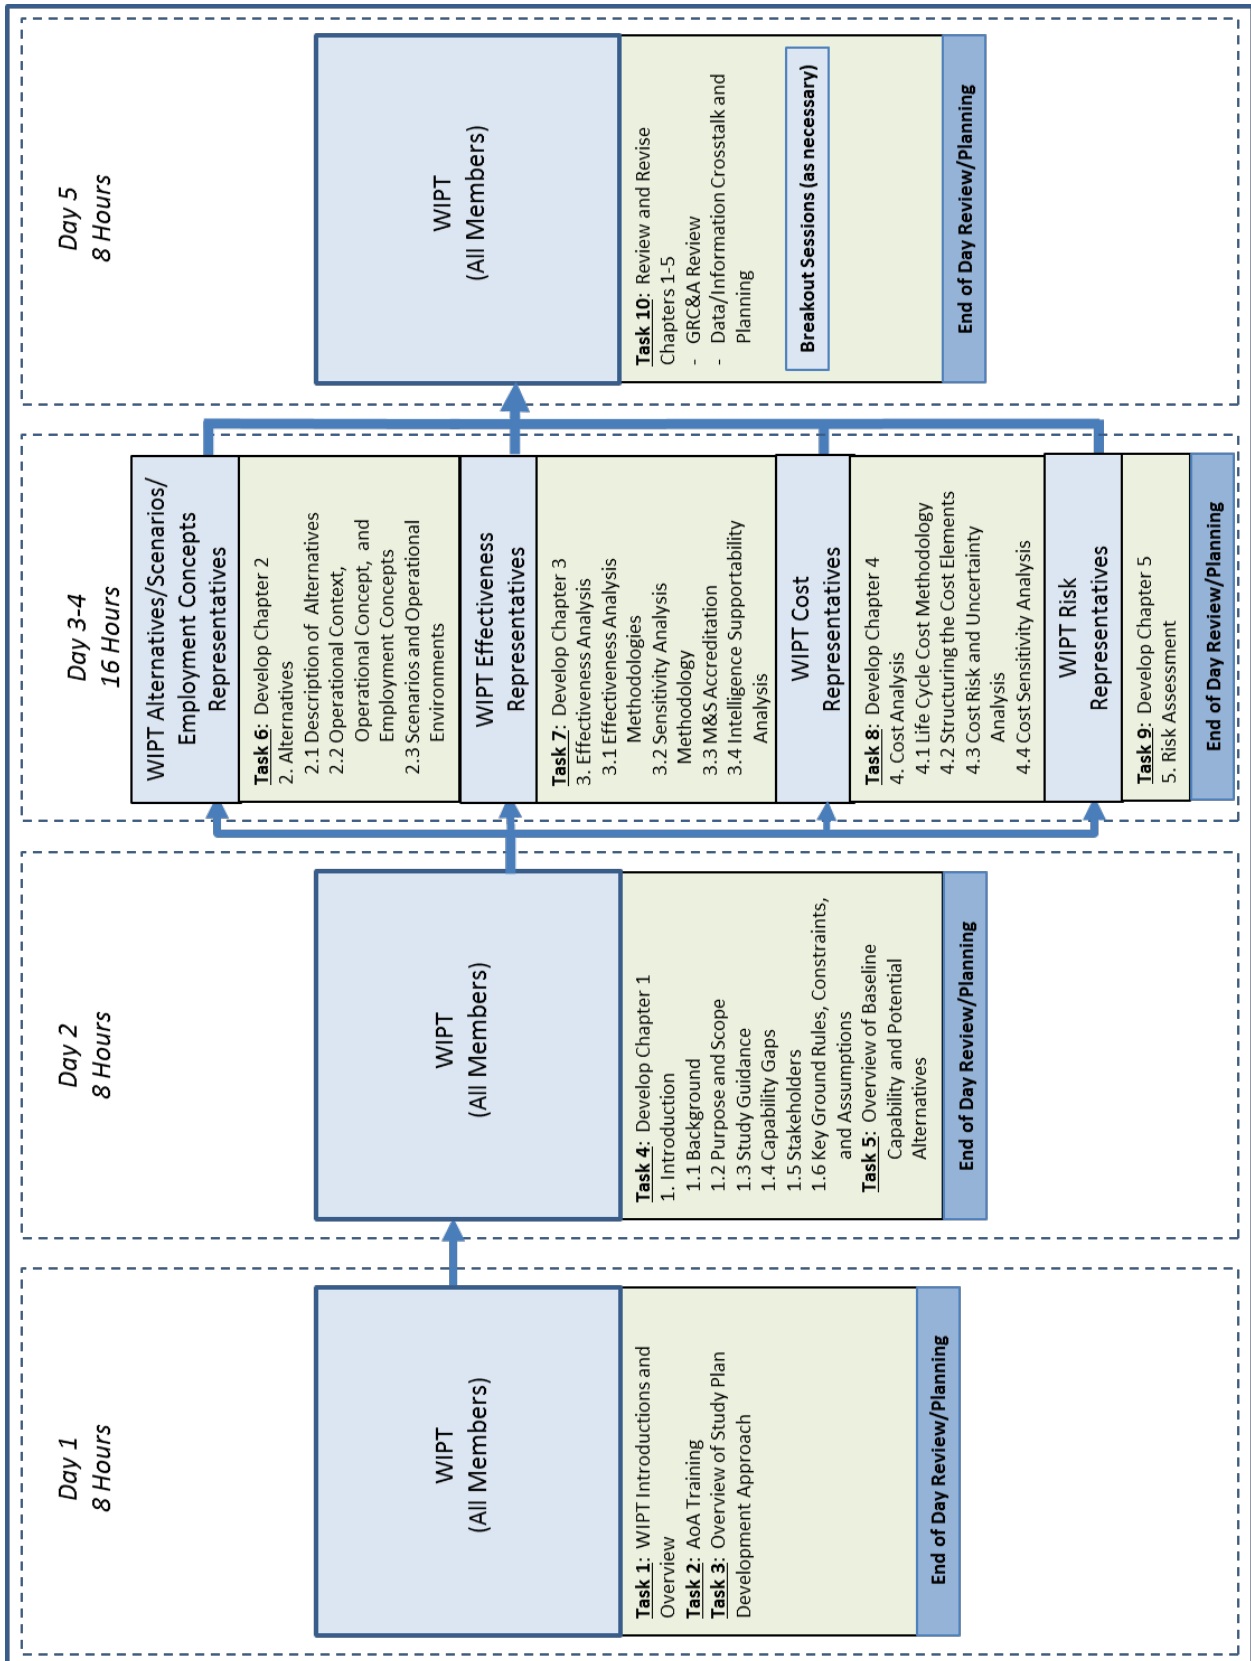 Day 1
8 Hours
WIPT
(All Members)
Task 1: WIPT Introductions and
Overview
Task 2: AoA Training
Task 3: Overview of Study Plan
Development Approach
End of Day Review/Planning
Day 2
8 Hours
WIPT
(All Members)
Task 4: Develop Chapter 1
1. Introduction
1.1 Background
1.2 Purpose and Scope
1.3 Study Guidance
1.4 Capability Gaps
1.5 Stakeholders
1.6 Key Ground Rules, Constraints,
and Assumptions
Task 5: Overview of Baseline
Capability and Potential
Alternatives
End of Day Review/Planning
Day 3-4
16 Hours
WIPT Alternatives/Scenarios/
Employment Concepts
Representatives
Task 6: Develop Chapter 2
2. Alternatives
2.1 Description of Alternatives
2.2 Operational Context,
Operational Concept, and
Employment Concepts
2.3 Scenarios and Operational
Environments
WIPT Effectiveness
Representatives
Task 7: Develop Chapter 3
3. Effectiveness Analysis
3.1 Effectiveness Analysis
Methodologies
3.2 Sensitivity Analysis
Methodology
3.3 M&S Accreditation
3.4 Intelligence Supportability
Analysis
WIPT Cost
Representatives
Task 8: Develop Chapter 4
4. Cost Analysis
4.1 Life Cycle Cost Methodology
4.2 Structuring the Cost Elements
4.3 Cost Risk and Uncertainty
Analysis
4.4 Cost Sensitivity Analysis
WIPT Risk
Representatives
Task 9: Develop Chapter 5
5. Risk Assessment
End of Day Review/Planning
Day 5
8 Hours
WIPT
(All Members)
Task 10: Review and Revise
Chapters 1-5
- GRC&A Review
- Data/Information Crosstalk and
Planning
Breakout Sessions (as necessary)
End of Day Review/Planning